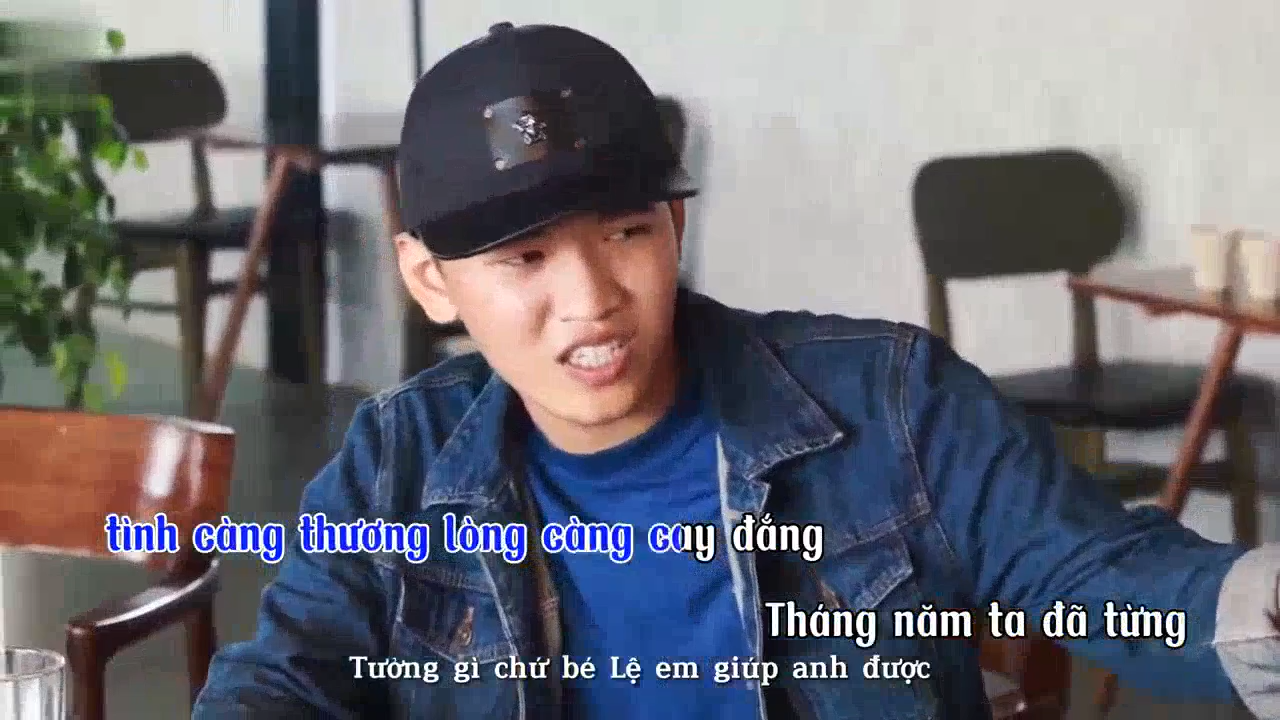 tình càng thương lòng càng cay đắng
Tháng năm ta đã từng
Tường gì chứ bé Lệ em giúp anh được